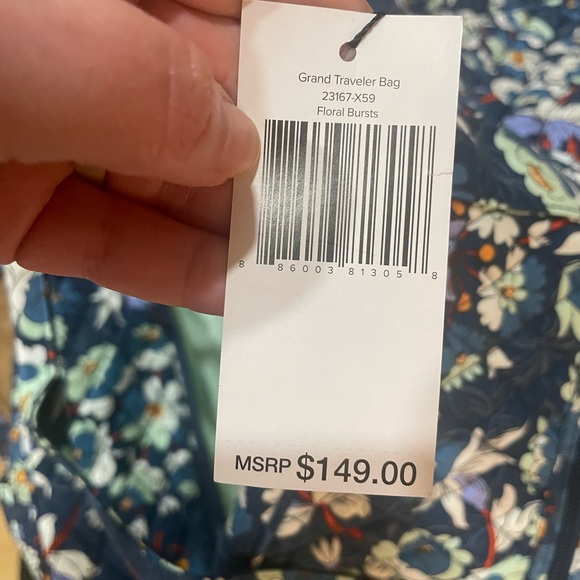 Grand Traveler Bag
23167-X59
Floral Bursts
8 86003 81305 8
MSRP $149.00